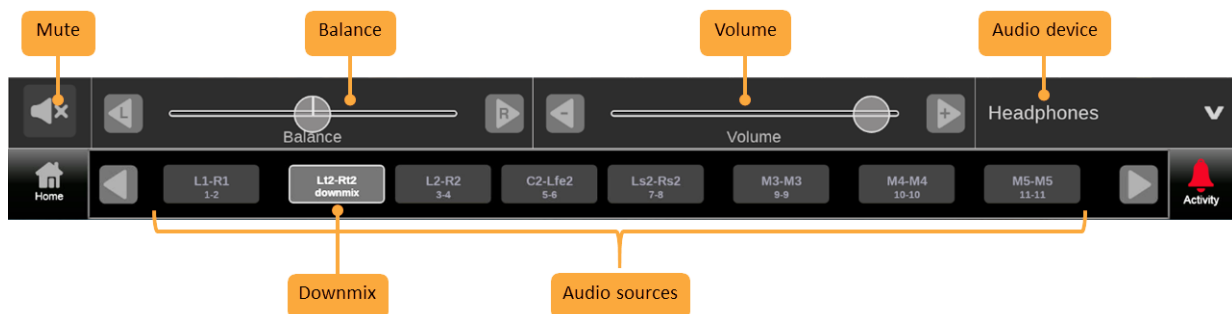 Mute
Balance
Volume
Audio device
L
R
-
+
Headphones
Balance
Volume
Home
L1-R1
1-2
Lt2-Rt2
downmix
L2-R2
3-4
C2-Lfe2
5-6
Ls2-Rs2
7-8
M3-M3
9-9
M4-M4
10-10
M5-M5
11-11
Activity
Downmix
Audio sources